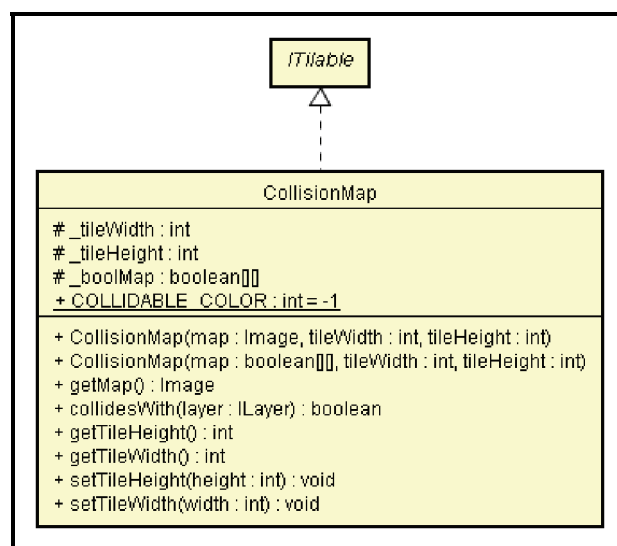 ITilable
CollisionMap
# _tileWidth : int
# _tileHeight : int
# _boolMap : boolean[][]
+ COLLIDABLE_COLOR : int = -1
+ CollisionMap(map : Image, tileWidth : int, tileHeight : int)
+ CollisionMap(map : boolean[][], tileWidth : int, tileHeight : int)
+ getMap() : Image
+ collidesWith(layer : ILayer) : boolean
+ getTileHeight() : int
+ getTileWidth() : int
+ setTileHeight(height : int) : void
+ setTileWidth(width : int) : void